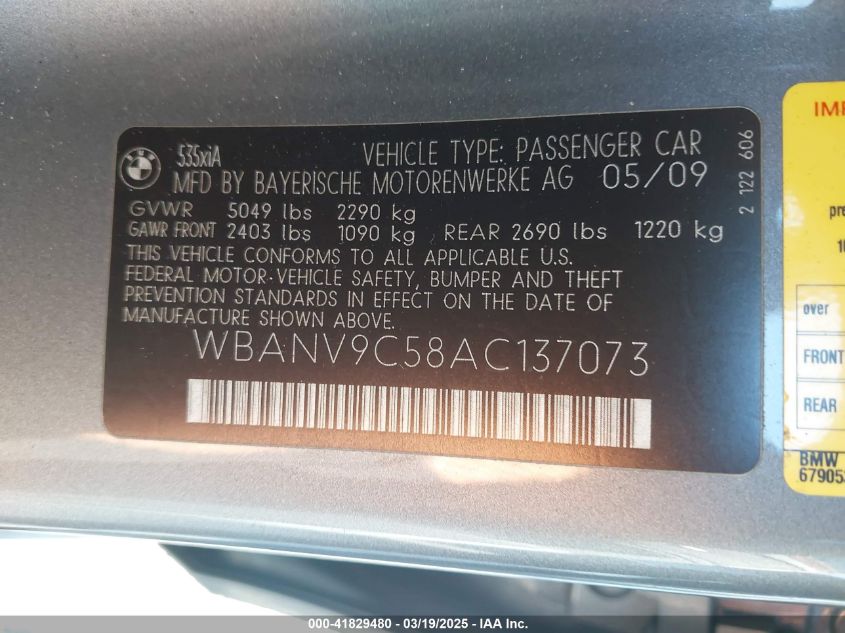 BMW
535xiA VEHICLE TYPE: PASSENGER CAR
MFD BY BAYERISCHE MOTORENWERKE AG 05/09
GVWR 5049 lbs 2290 kg
GAWR FRONT 2403 lbs 1090 kg REAR 2690 lbs 1220 kg
THIS VEHICLE CONFORMS TO ALL APPLICABLE U.S.
FEDERAL MOTOR-VEHICLE SAFETY, BUMPER AND THEFT
PREVENTION STANDARDS IN EFFECT ON THE DATE OF
MANUFACTURE SHOWN ABOVE.
WBANV9C58AC137073
2 122 606
over
FRONT
REAR
BMW
000-41829480 - 03/19/2025 - IAA Inc.